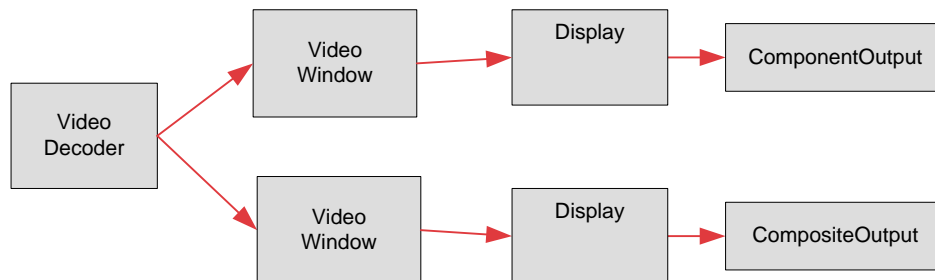 Video
Window
Display
ComponentOutput
Video
Decoder
Video
Window
Display
CompositeOutput